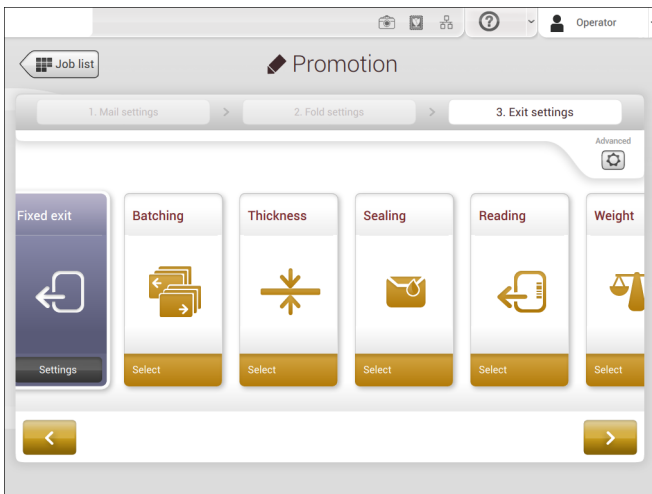 Operator
Job list
Promotion
1. Mail settings
2. Fold settings
3. Exit settings
Advanced
Fixed exit
Batching
Thickness
Sealing
Reading
Weight
Settings
Select
Select
Select
Select
Select